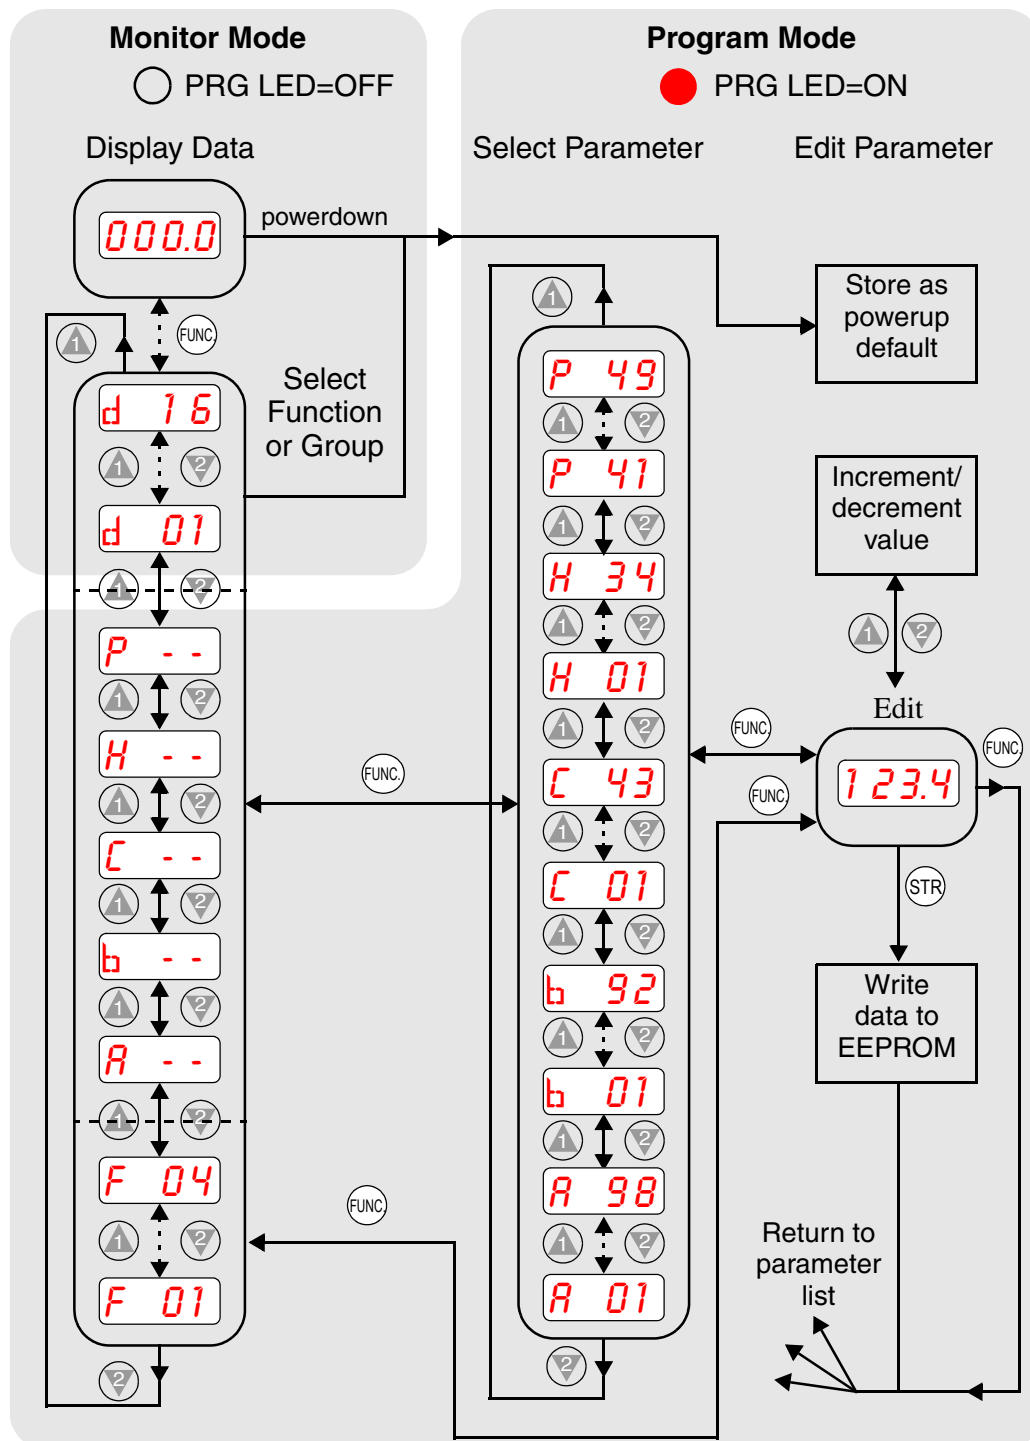 Monitor Mode
PRG LED=OFF
Display Data
000.0
powerdown
1
FUNC.
Select
Function
or Group
d 16
1 2
d 01
1 2
P - -
1 2
H - -
1 2
C - -
1 2
b - -
1 2
A - -
1 2
F 04
1 2
F 01
2
FUNC.
FUNC.
Program Mode
PRG LED=ON
Select Parameter
1
P 49
1 2
P 41
1 2
H 34
1 2
H 01
1 2
C 43
1 2
C 01
1 2
b 92
1 2
b 01
1 2
A 98
1 2
A 01
2
Edit Parameter
Store as
powerup
default
Increment/
decrement
value
1 2
Edit
FUNC.
FUNC.
123.4
FUNC.
STR
Write
data to
EEPROM
Return to
parameter
list